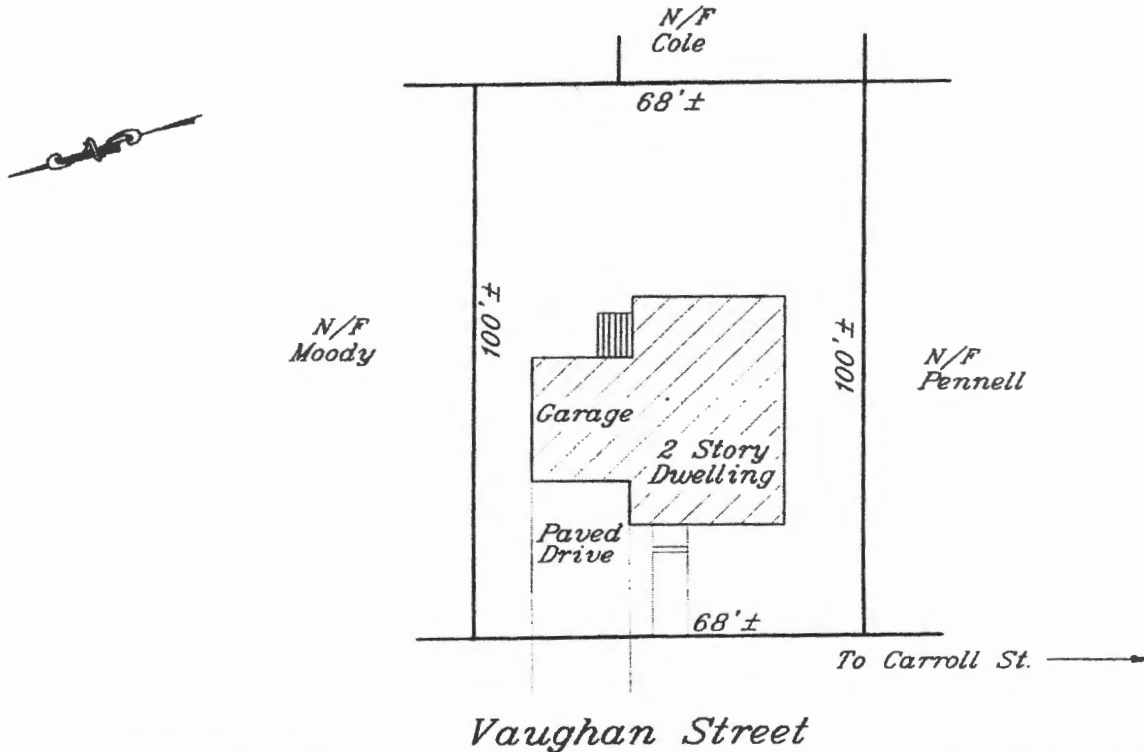 N/F
Cole
68'±
100'±
N/F
Moody
100'±
N/F
Pennell
Garage
2 Story
Dwelling
Paved
Drive
68'±
To Carroll St.
Vaughan Street